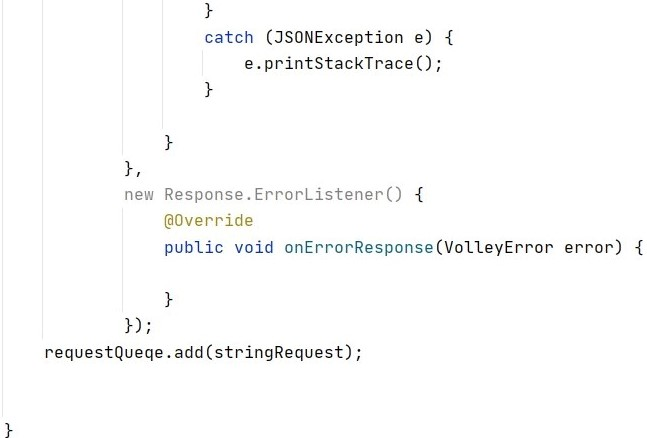 }
catch (JSONException e) {
e.printStackTrace();
}
}
},
new Response.ErrorListener() {
@Override
public void onErrorResponse(VolleyError error) {
}
});
requestQueqe.add(stringRequest);
}